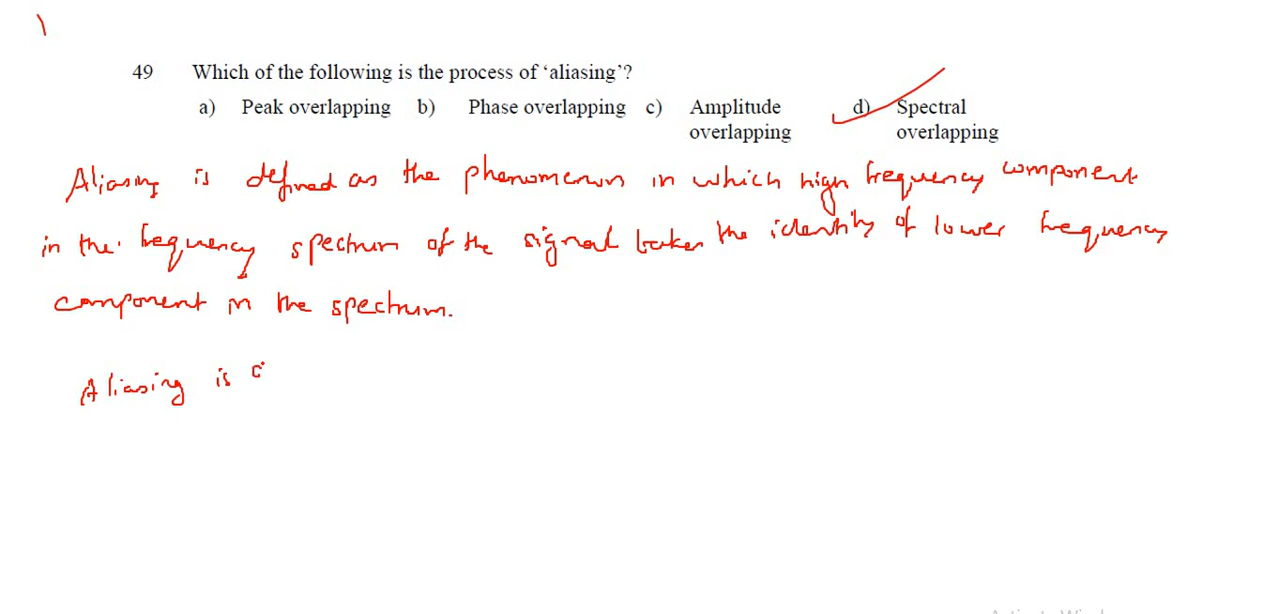 49 Which of the following is the process of ‘aliasing’?
a) Peak overlapping b) Phase overlapping c) Amplitude overlapping d) Spectral overlapping
Aliasing is defined as the phenomenon in which high frequency component
in the frequency spectrum of the signal takes the identity of lower frequency
component in the spectrum.
Aliasing is